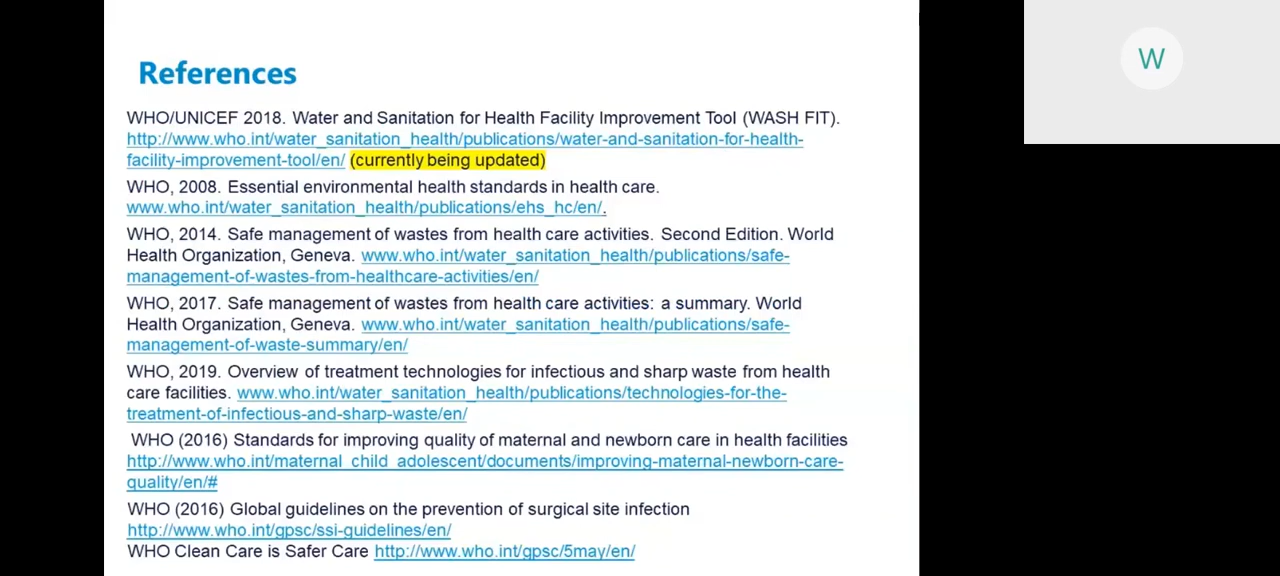 References
WHO/UNICEF 2018. Water and Sanitation for Health Facility Improvement Tool (WASH FIT).
http://www.who.int/water_sanitation_health/publications/water-and-sanitation-for-health-
facility-improvement-tool/en/ (currently being updated)
WHO, 2008. Essential environmental health standards in health care.
www.who.int/water_sanitation_health/publications/ehs_hc/en/.
WHO, 2014. Safe management of wastes from health care activities. Second Edition. World
Health Organization, Geneva. www.who.int/water_sanitation_health/publications/safe-
management-of-wastes-from-healthcare-activities/en/
WHO, 2017. Safe management of wastes from health care activities: a summary. World
Health Organization, Geneva. www.who.int/water_sanitation_health/publications/safe-
management-of-waste-summary/en/
WHO, 2019. Overview of treatment technologies for infectious and sharp waste from health
care facilities. www.who.int/water_sanitation_health/publications/technologies-for-the-
treatment-of-infectious-and-sharp-waste/en/
WHO (2016) Standards for improving quality of maternal and newborn care in health facilities
http://www.who.int/maternal_child_adolescent/documents/improving-maternal-newborn-care-
quality/en/#
WHO (2016) Global guidelines on the prevention of surgical site infection
http://www.who.int/gpsc/ssi-guidelines/en/
WHO Clean Care is Safer Care http://www.who.int/gpsc/5may/en/
W